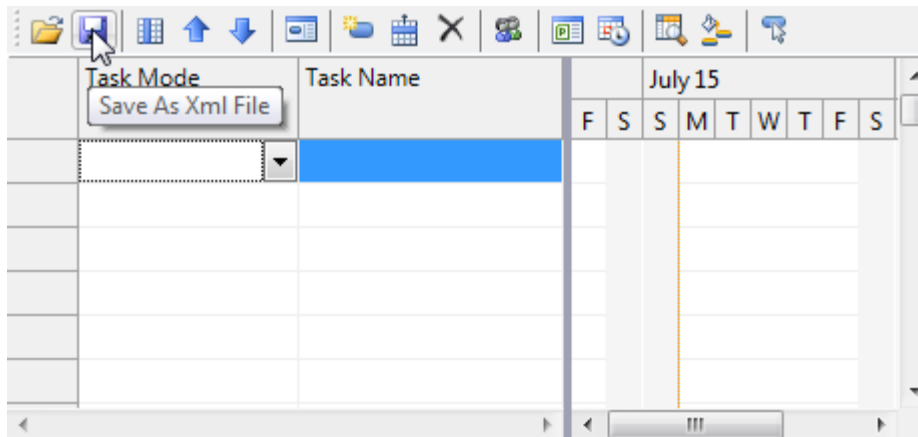 Task Mode
Task Name
July 15
Save As Xml File
F S S M T W T F S